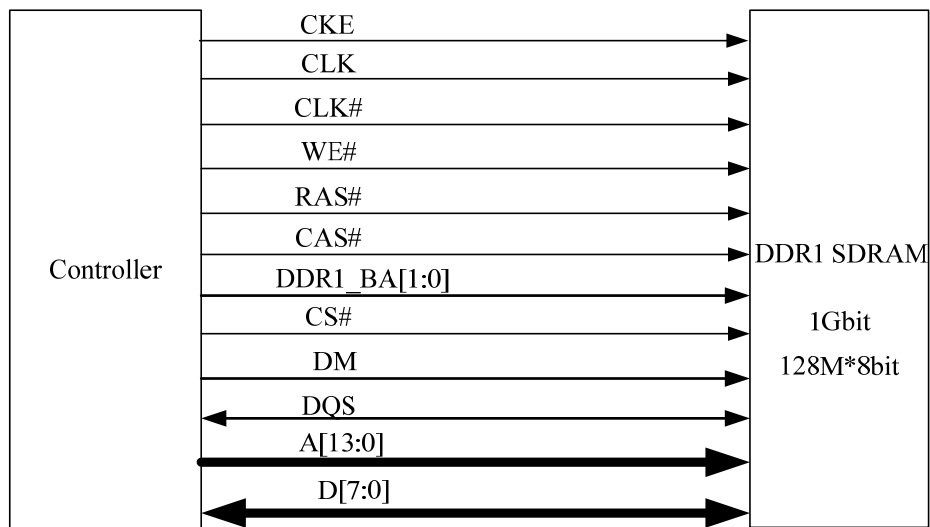 CKE
CLK
CLK#
WE#
RAS#
CAS#
Controller
DDR1 SDRAM
DDR1_BA[1:0]
CS#
1Gbit
DM
128M*8bit
DQS
A[13:0]
D[7:0]